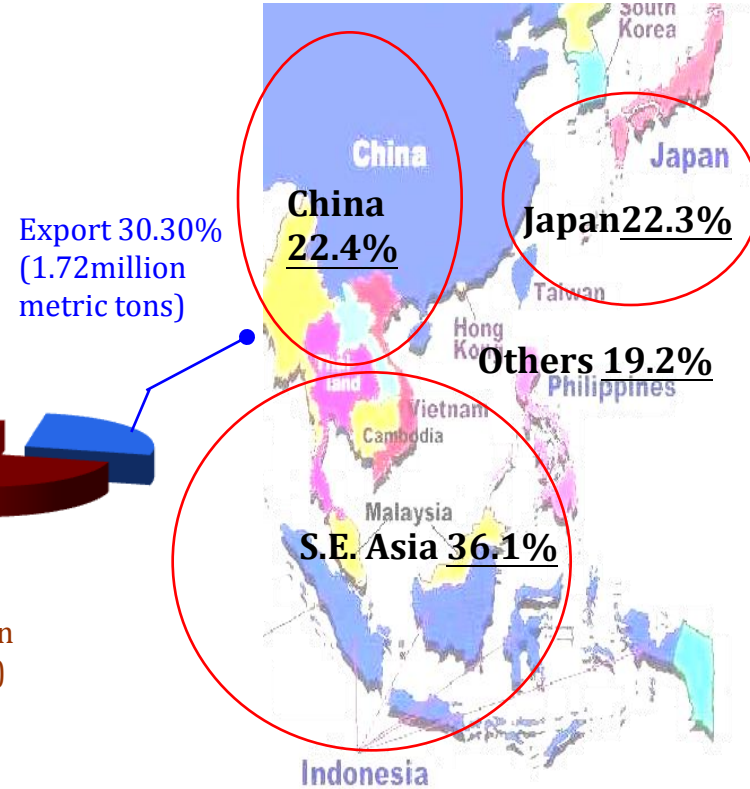 South
Korea
China
Japan
China
22.4%
Japan22.3%
Export 30.30%
(1.72million
metric tons)
Taiwan
Hong
Kong
Others 19.2%
Philippines
land
Vietnam
Cambodia
Malaysia
S.E. Asia 36.1%
n
)
Indonesia